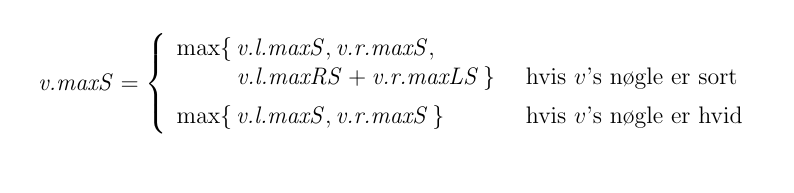 max{ v.l.maxS, v.r.maxS,
v.maxS = v.l.maxRS + v.r.maxLS } hvis v's nøgle er sort
max{ v.l.maxS, v.r.maxS } hvis v's nøgle er hvid